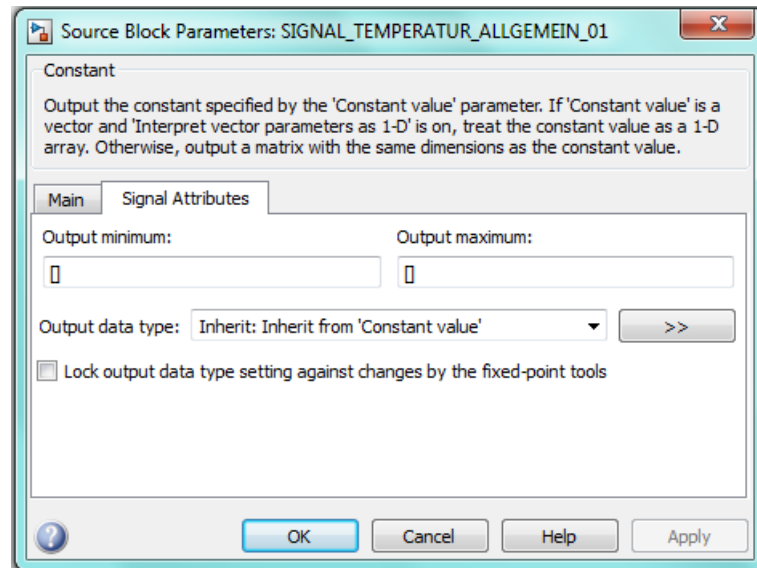 Source Block Parameters: SIGNAL_TEMPERATUR_ALLGEMEIN_01
Constant
Output the constant specified by the 'Constant value' parameter. If 'Constant value' is a
vector and 'Interpret vector parameters as 1-D' is on, treat the constant value as a 1-D
array. Otherwise, output a matrix with the same dimensions as the constant value.
Main Signal Attributes
Output minimum: Output maximum:
[] []
Output data type: Inherit: Inherit from 'Constant value' >>
Lock output data type setting against changes by the fixed-point tools
OK Cancel Help Apply